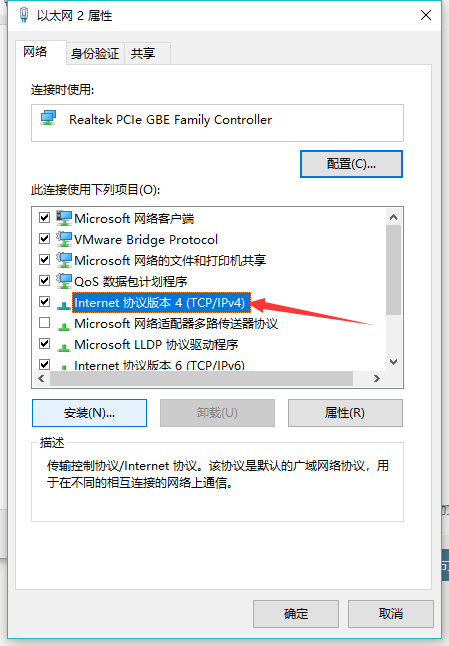 以太网 2 属性
网络 身份验证 共享
连接时使用:
Realtek PCIe GBE Family Controller
配置(C)...
此连接使用下列项目(O):
Microsoft 网络客户端
VMware Bridge Protocol
Microsoft 网络的文件和打印机共享
QoS 数据包计划程序
Internet 协议版本 4 (TCP/IPv4)
Microsoft 网络适配器多路传送器协议
Microsoft LLDP 协议驱动程序
Internet 协议版本 6 (TCP/IPv6)
安装(N)... 卸载(U) 属性(R)
描述
传输控制协议/Internet 协议。该协议是默认的广域网络协议，用
于在不同的相互连接的网络上通信。
确定 取消